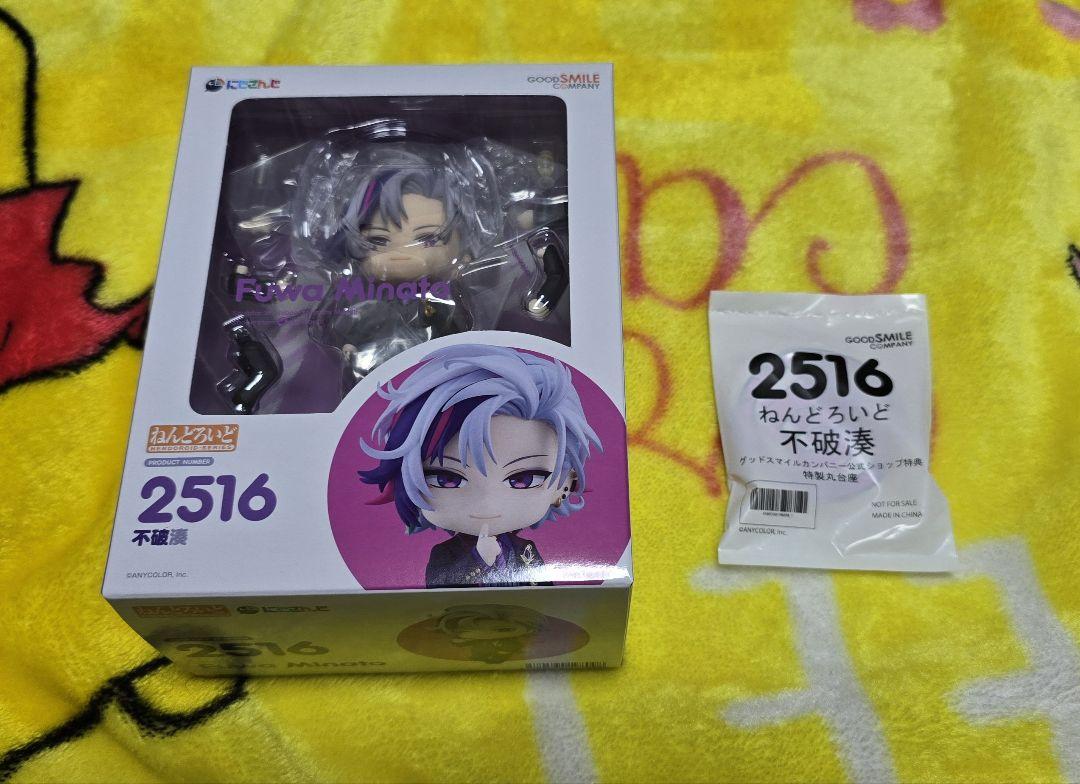 にじさんじ
GOOD SMILE
COMPANY
Fuwa Minato
ねんどろいど
NENDOROID SERIES
PRODUCT NUMBER
2516
不破湊
©ANYCOLOR, Inc.
ねんどろいど
にじさんじ
2516
Fuwa Minato
GOOD SMILE
COMPANY
2516
ねんどろいど
不破湊
グッドスマイルカンパニー公式ショップ特典
特製丸台座
NOT FOR SALE
MADE IN CHINA
©ANYCOLOR, Inc.